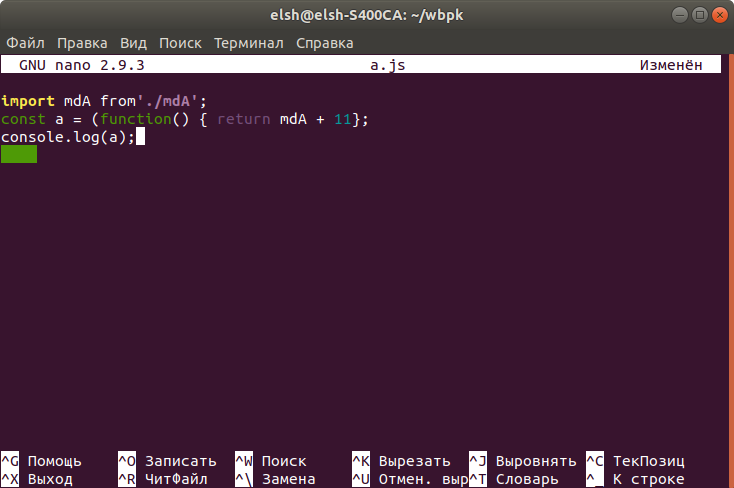 elsh@elsh-S400CA: ~/wbpk
Файл Правка Вид Поиск Терминал Справка
GNU nano 2.9.3 a.js Изменён
import mdA from'./mdA';
const a = (function() { return mdA + 11};
console.log(a);
^G Помощь ^O Записать ^W Поиск ^K Вырезать ^J Выровнять ^C ТекПозиц
^X Выход ^R ЧитФайл ^\ Замена ^U Отмен. выр^T Словарь ^_ К строке